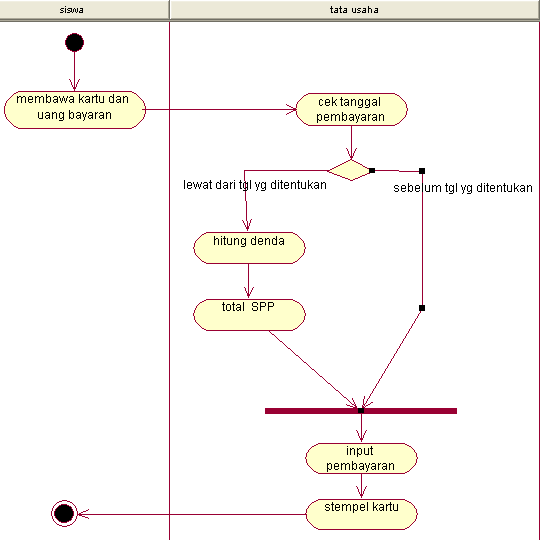 siswa
tata usaha
membawa kartu dan
uang bayaran
cek tanggal
pembayaran
lewat dari tgl yg ditentukan
sebelum tgl yg ditentukan
hitung denda
total SPP
input
pembayaran
stempel kartu